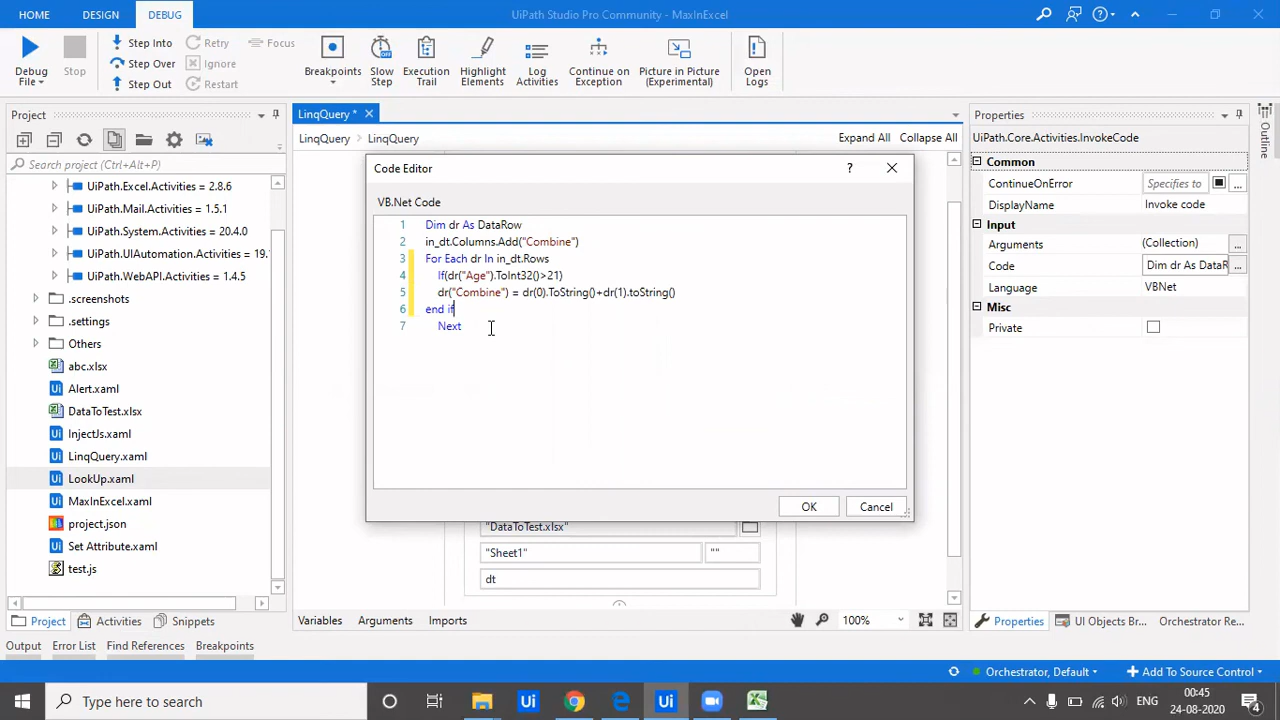 HOME DESIGN DEBUG UiPath Studio Pro Community - MaxInExcel
Debug File Stop Step Into Step Over Step Out Retry Ignore Restart Focus Breakpoints Slow Step Execution Trail Highlight Elements Log Activities Continue on Exception Picture in Picture (Experimental) Open Logs
Project
LinqQuery *
Properties
LinqQuery > LinqQuery
Expand All Collapse All
UiPath.Core.Activities.InvokeCode
Outline
Search project (Ctrl+Alt+P)
UiPath.Excel.Activities = 2.8.6
UiPath.Mail.Activities = 1.5.1
UiPath.System.Activities = 20.4.0
UiPath.UIAutomation.Activities = 19.
UiPath.WebAPI.Activities = 1.4.5
.screenshots
.settings
Others
abc.xlsx
Alert.xaml
DataToTest.xlsx
InjectJs.xaml
LinqQuery.xaml
LookUp.xaml
MaxInExcel.xaml
project.json
Set Attribute.xaml
test.js
Code Editor ?
VB.Net Code
1 Dim dr As DataRow
2 in_dt.Columns.Add("Combine")
3 For Each dr In in_dt.Rows
4 If(dr("Age").ToInt32()>21)
5 dr("Combine") = dr(0).ToString()+dr(1).toString()
6 end if
7 Next
OK Cancel
"DataToTest.xlsx"
"Sheet1" ""
dt
Common
ContinueOnError Specifies to ...
DisplayName Invoke code
Input
Arguments (Collection) ...
Code Dim dr As DataR ...
Language VBNet
Misc
Private
Project Activities Snippets
Variables Arguments Imports 100%
Properties UI Objects Br... Orchestrator Re...
Output Error List Find References Breakpoints
Orchestrator, Default Add To Source Control
Type here to search
ENG 00:45 24-08-2020 4